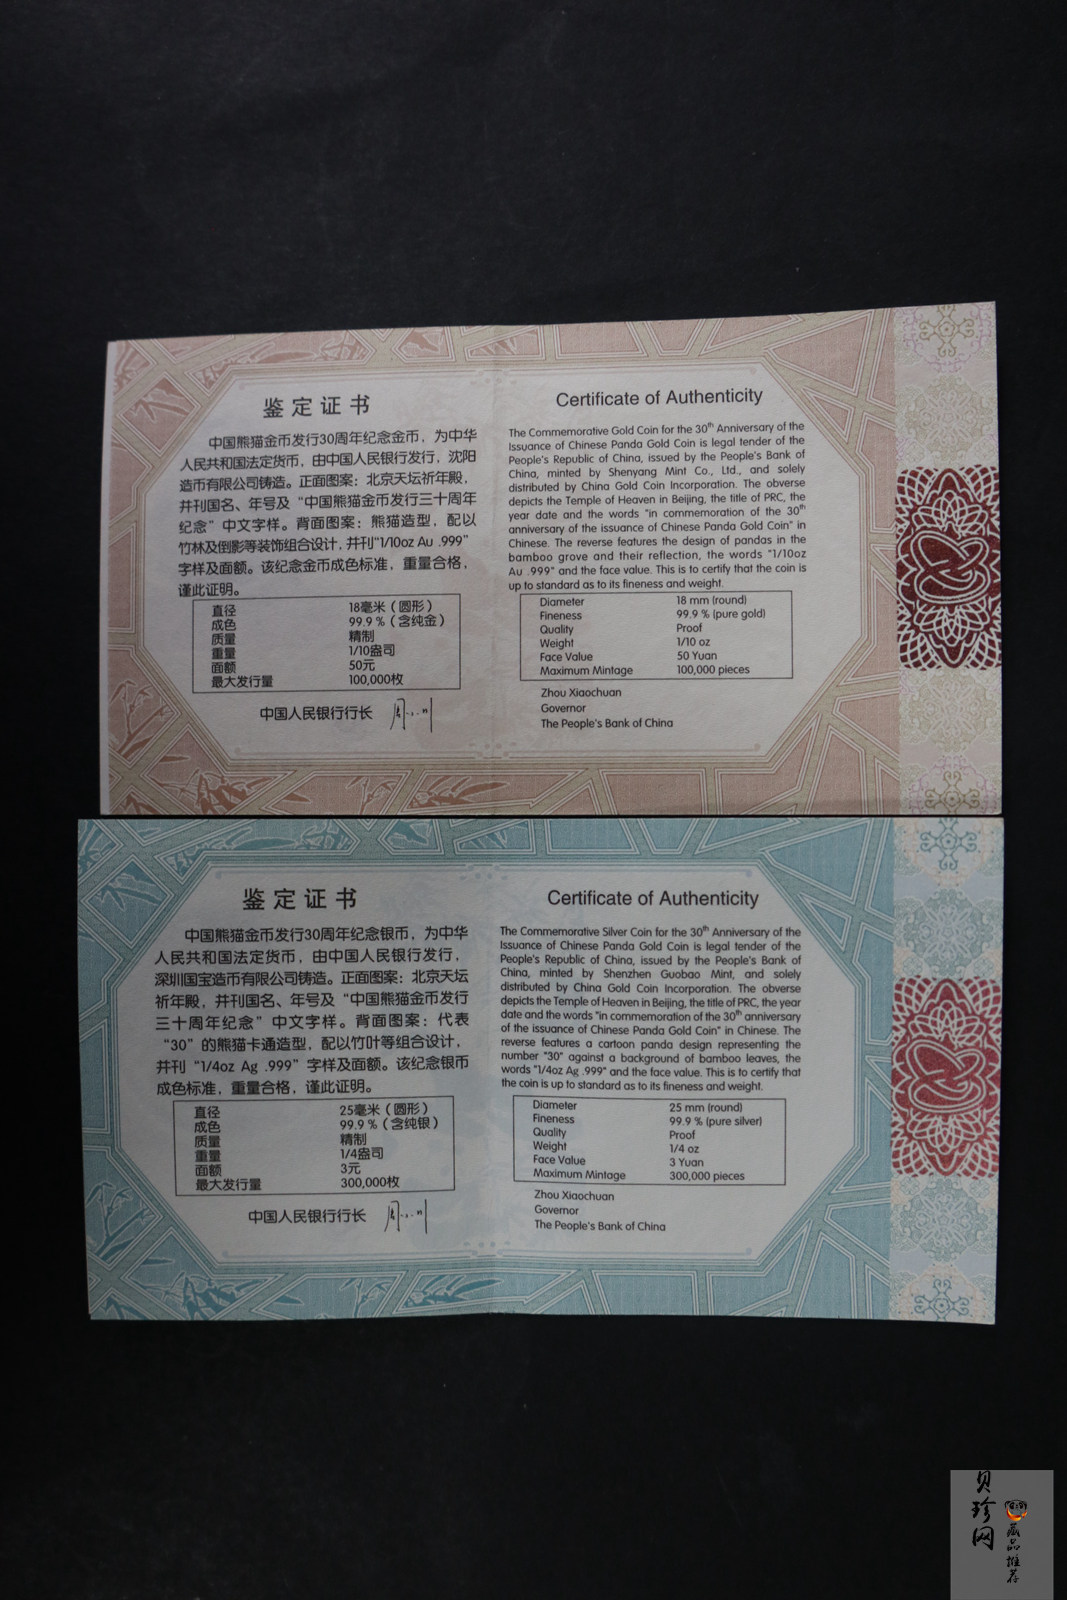 鉴定证书
中国熊猫金币发行30周年纪念金币，为中华
人民共和国法定货币，由中国人民银行发行，沈阳
造币有限公司铸造。正面图案：北京天坛祈年殿，
并刊国名、年号及“中国熊猫金币发行三十周年
纪念”中文字样。背面图案：熊猫造型，配以
竹林及倒影等装饰组合设计，并刊“1/10oz Au .999”
字样及面额。该纪念金币成色标准，重量合格，
谨此证明。
直径 18毫米（圆形）
成色 99.9 %（含纯金）
质量 精制
重量 1/10盎司
面额 50元
最大发行量 100,000枚
中国人民银行行长
Certificate of Authenticity
The Commemorative Gold Coin for the 30th Anniversary of the
Issuance of Chinese Panda Gold Coin is legal tender of the
People's Republic of China, issued by the People's Bank of
China, minted by Shenyang Mint Co., Ltd., and solely
distributed by China Gold Coin Incorporation. The obverse
depicts the Temple of Heaven in Beijing, the title of PRC, the
year date and the words "in commemoration of the 30th
anniversary of the issuance of Chinese Panda Gold Coin" in
Chinese. The reverse features the design of pandas in the
bamboo grove and their reflection, the words "1/10oz
Au .999" and the face value. This is to certify that the coin is
up to standard as to its fineness and weight.
Diameter 18 mm (round)
Fineness 99.9 % (pure gold)
Quality Proof
Weight 1/10 oz
Face Value 50 Yuan
Maximum Mintage 100,000 pieces
Zhou Xiaochuan
Governor
The People's Bank of China
鉴定证书
中国熊猫金币发行30周年纪念银币，为中华
人民共和国法定货币，由中国人民银行发行，
深圳国宝造币有限公司铸造。正面图案：北京天坛
祈年殿，并刊国名、年号及“中国熊猫金币发行
三十周年纪念”中文字样。背面图案：代表
“30”的熊猫卡通造型，配以竹叶等组合设计，
并刊“1/4oz Ag .999”字样及面额。该纪念银币
成色标准，重量合格，谨此证明。
直径 25毫米（圆形）
成色 99.9 %（含纯银）
质量 精制
重量 1/4盎司
面额 3元
最大发行量 300,000枚
中国人民银行行长
Certificate of Authenticity
The Commemorative Silver Coin for the 30th Anniversary of the
Issuance of Chinese Panda Gold Coin is legal tender of the
People's Republic of China, issued by the People's Bank of
China, minted by Shenzhen Guobao Mint, and solely
distributed by China Gold Coin Incorporation. The obverse
depicts the Temple of Heaven in Beijing, the title of PRC, the year
date and the words "in commemoration of the 30th anniversary
of the issuance of Chinese Panda Gold Coin" in Chinese. The
reverse features a cartoon panda design representing the
number "30" against a background of bamboo leaves, the
words "1/4oz Ag .999" and the face value. This is to certify that
the coin is up to standard as to its fineness and weight.
Diameter 25 mm (round)
Fineness 99.9 % (pure silver)
Quality Proof
Weight 1/4 oz
Face Value 3 Yuan
Maximum Mintage 300,000 pieces
Zhou Xiaochuan
Governor
The People's Bank of China
贝珍网
藏品推荐